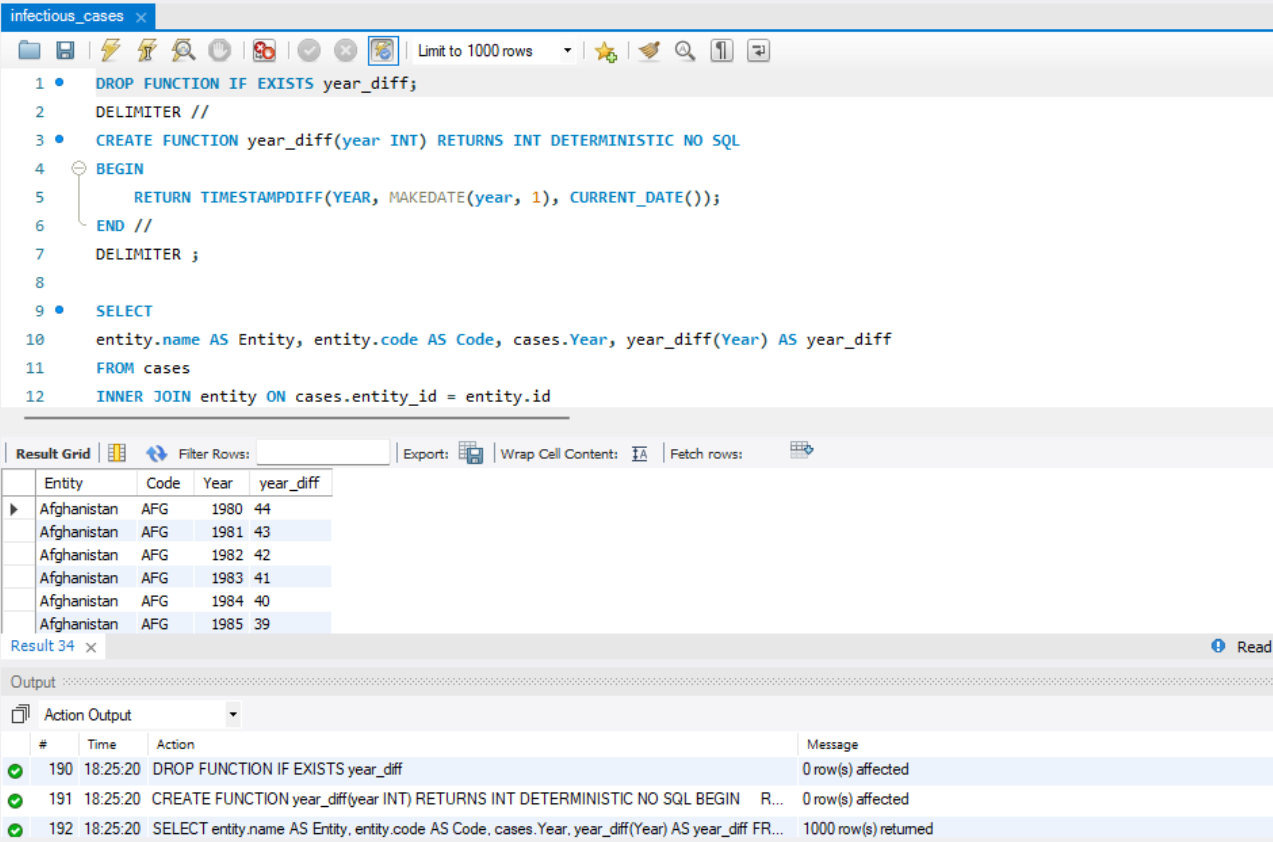 infectious_cases
Limit to 1000 rows
1 DROP FUNCTION IF EXISTS year_diff;
2 DELIMITER //
3 CREATE FUNCTION year_diff(year INT) RETURNS INT DETERMINISTIC NO SQL
4 BEGIN
5 RETURN TIMESTAMPDIFF(YEAR, MAKEDATE(year, 1), CURRENT_DATE());
6 END //
7 DELIMITER ;
8
9 SELECT
10 entity.name AS Entity, entity.code AS Code, cases.Year, year_diff(Year) AS year_diff
11 FROM cases
12 INNER JOIN entity ON cases.entity_id = entity.id
Result Grid Filter Rows: Export: Wrap Cell Content: Fetch rows:
Entity Code Year year_diff
Afghanistan AFG 1980 44
Afghanistan AFG 1981 43
Afghanistan AFG 1982 42
Afghanistan AFG 1983 41
Afghanistan AFG 1984 40
Afghanistan AFG 1985 39
Result 34 Read
Output
Action Output
# Time Action Message
190 18:25:20 DROP FUNCTION IF EXISTS year_diff 0 row(s) affected
191 18:25:20 CREATE FUNCTION year_diff(year INT) RETURNS INT DETERMINISTIC NO SQL BEGIN R... 0 row(s) affected
192 18:25:20 SELECT entity.name AS Entity, entity.code AS Code, cases.Year, year_diff(Year) AS year_diff FR... 1000 row(s) returned